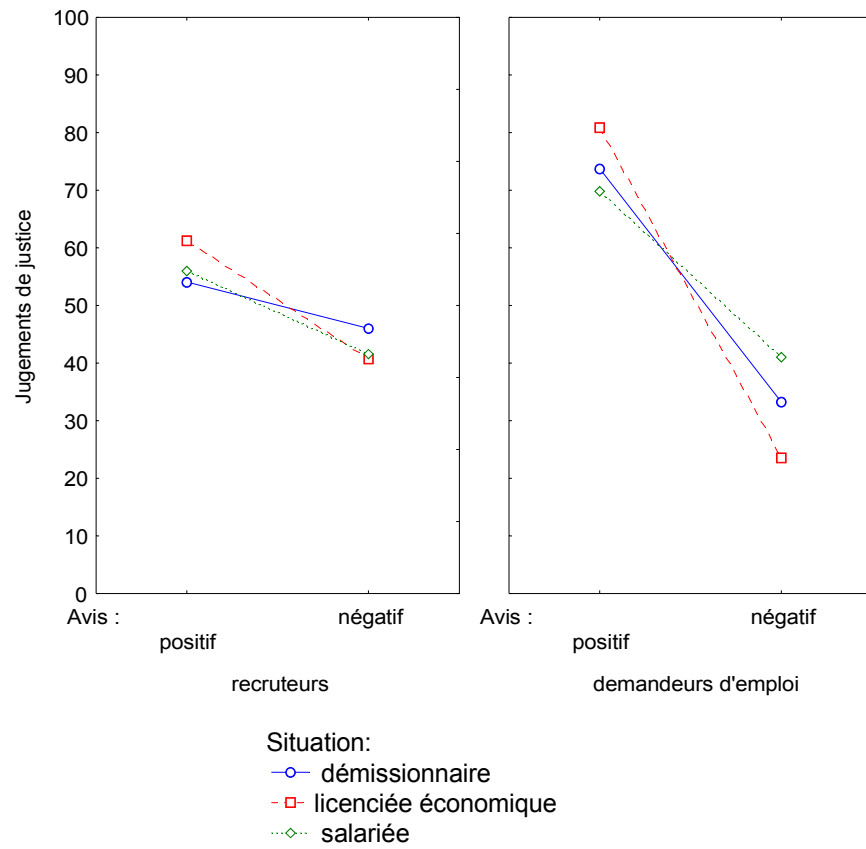 Jugements de justice
100
90
80
70
60
50
40
30
20
10
0
Avis :
positif
négatif
recruteurs
Avis :
positif
négatif
demandeurs d'emploi
Situation:
démissionnaire
licenciée économique
salariée